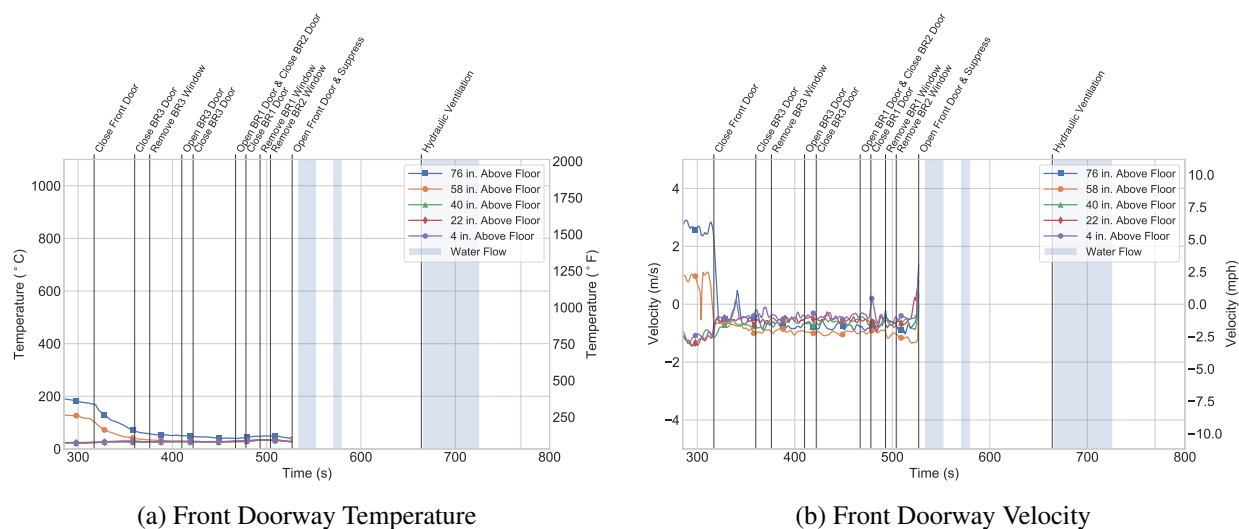 Close Front Door
Close BR3 Door
Remove BR3 Window
Open BR3 Door
Close BR3 Door
Open BR1 Door & Close BR2 Door
Close BR1 Door
Remove BR1 Window
Remove BR2 Window
Open Front Door & Suppress
Hydraulic Ventilation
1000
800
600
400
200
0
Temperature (°C)
2000
1750
1500
1250
1000
750
500
250
Temperature (°F)
76 in. Above Floor
58 in. Above Floor
40 in. Above Floor
22 in. Above Floor
4 in. Above Floor
Water Flow
300 400 500 600 700 800
Time (s)
(a) Front Doorway Temperature
Close Front Door
Close BR3 Door
Remove BR3 Window
Open BR3 Door
Close BR3 Door
Open BR1 Door & Close BR2 Door
Close BR1 Door
Remove BR1 Window
Remove BR2 Window
Open Front Door & Suppress
Hydraulic Ventilation
4
2
0
−2
−4
Velocity (m/s)
10.0
7.5
5.0
2.5
0.0
−2.5
−5.0
−7.5
−10.0
Velocity (mph)
76 in. Above Floor
58 in. Above Floor
40 in. Above Floor
22 in. Above Floor
4 in. Above Floor
Water Flow
300 400 500 600 700 800
Time (s)
(b) Front Doorway Velocity